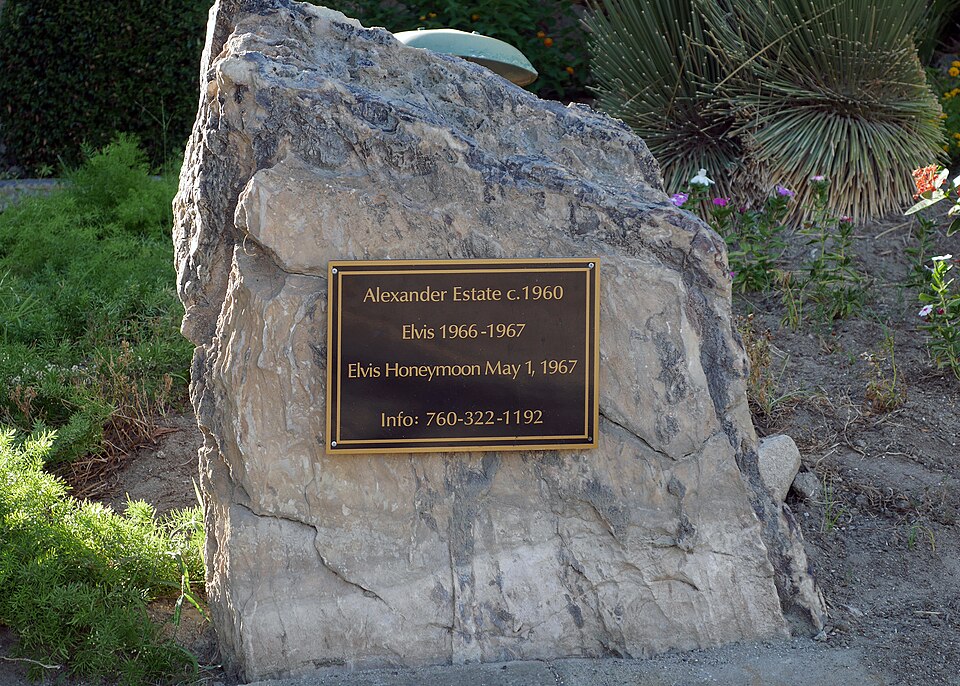 Alexander Estate c.1960
Elvis 1966-1967
Elvis Honeymoon May 1, 1967
Info: 760-322-1192